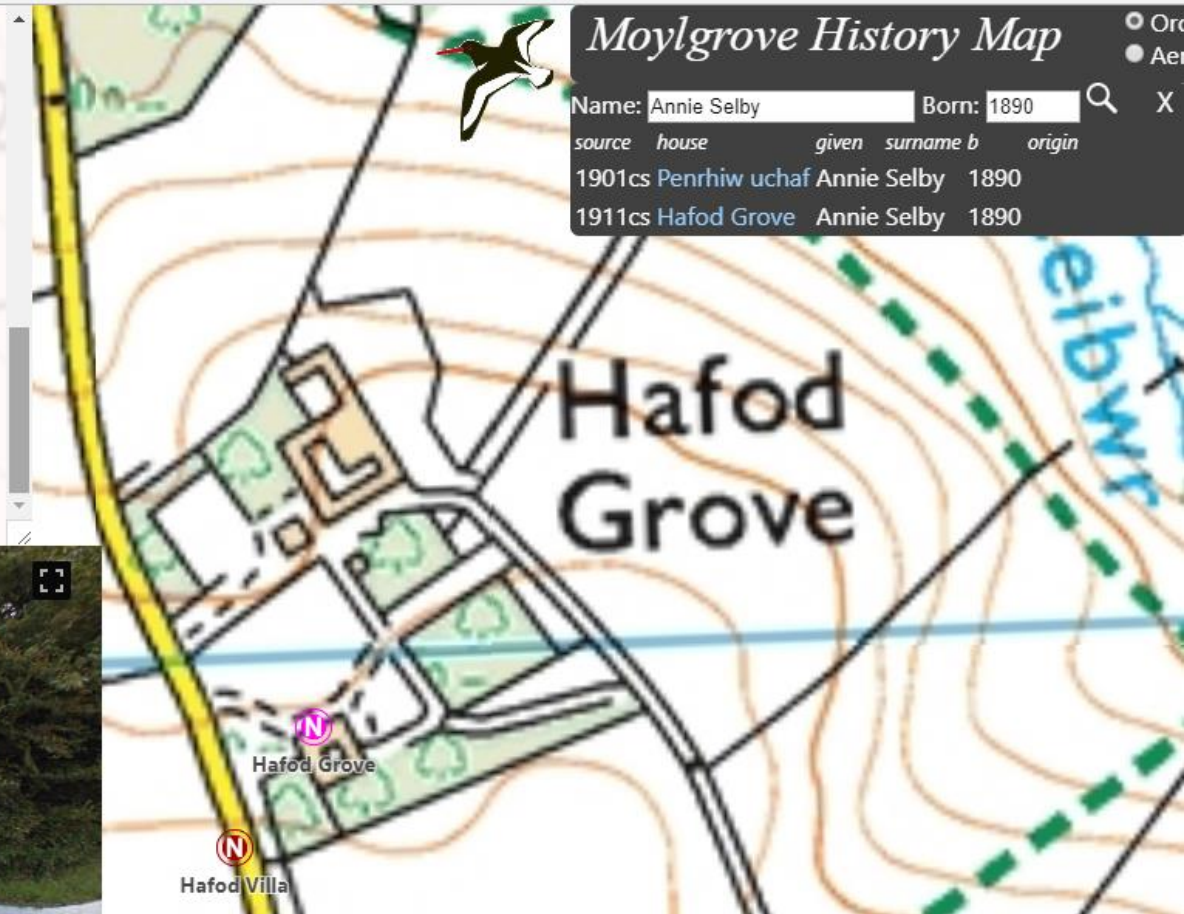 Moylgrove History Map
Name: Annie Selby Born: 1890 X
source house given surname b origin
1901cs Penrhiw uchaf Annie Selby 1890
1911cs Hafod Grove Annie Selby 1890
eibwr
Hafod
Grove
N
Hafod Grove
N
Hafod Villa